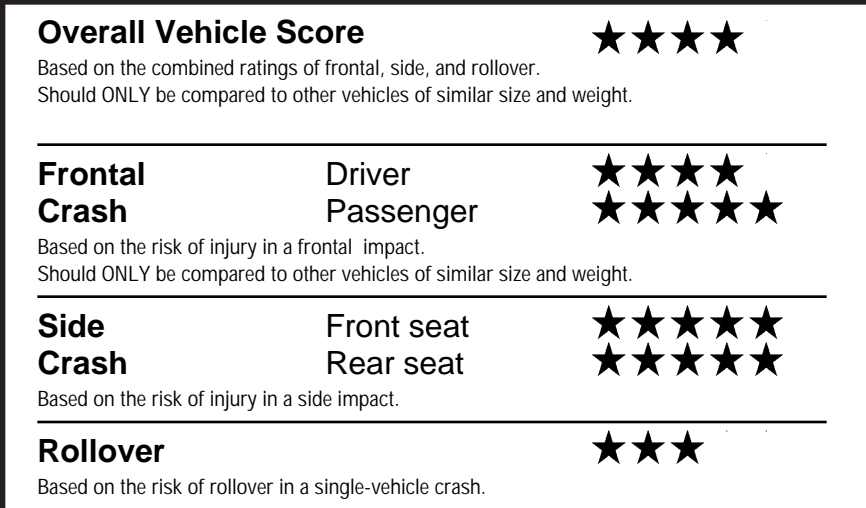 Overall Vehicle Score ★★★★
Based on the combined ratings of frontal, side, and rollover.
Should ONLY be compared to other vehicles of similar size and weight.
Frontal Driver ★★★★
Crash Passenger ★★★★★
Based on the risk of injury in a frontal impact.
Should ONLY be compared to other vehicles of similar size and weight.
Side Front seat ★★★★★
Crash Rear seat ★★★★★
Based on the risk of injury in a side impact.
Rollover ★★★
Based on the risk of rollover in a single-vehicle crash.